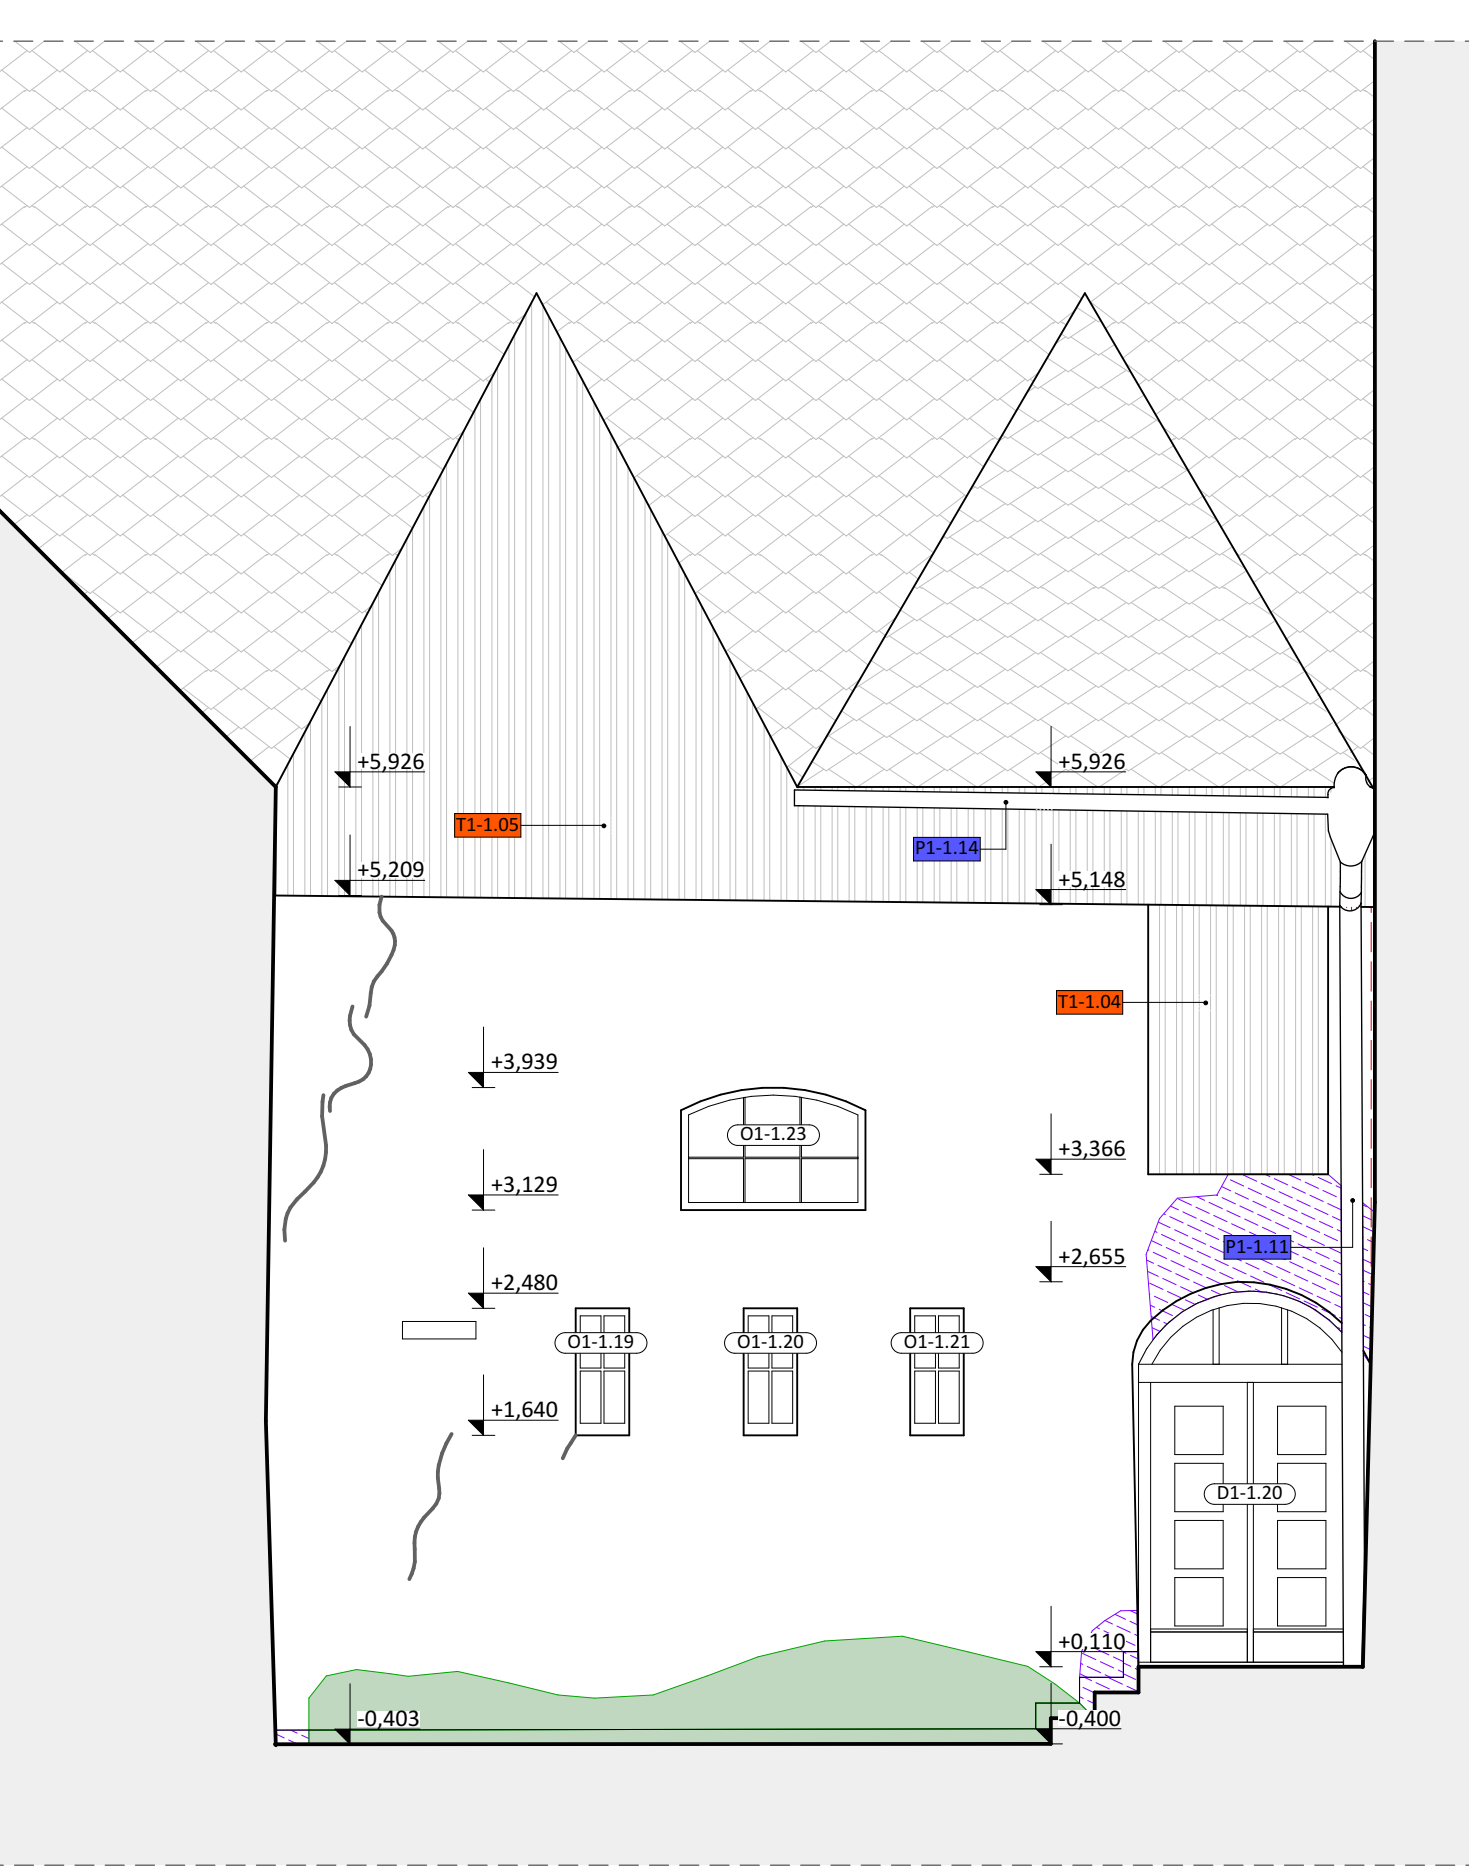 +5,926
+5,926
T1-1.05
P1-1.14
+5,209
+5,148
T1-1.04
+3,939
O1-1.23
+3,366
+3,129
P1-1.11
+2,655
+2,480
O1-1.19
O1-1.20
O1-1.21
+1,640
D1-1.20
+0,110
-0,403
-0,400